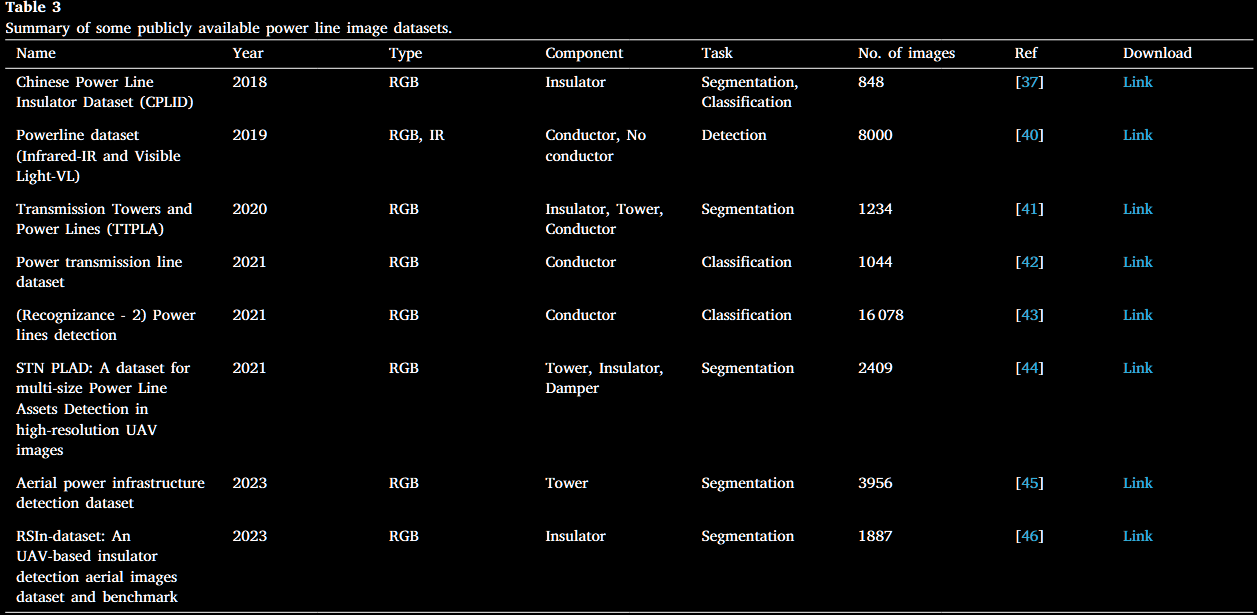 Table 3
Summary of some publicly available power line image datasets.
Name Year Type Component Task No. of images Ref Download
Chinese Power Line 2018 RGB Insulator Segmentation, 848 [37] Link
Insulator Dataset (CPLID) Classification
Powerline dataset 2019 RGB, IR Conductor, No Detection 8000 [40] Link
(Infrared-IR and Visible conductor
Light-VL)
Transmission Towers and 2020 RGB Insulator, Tower, Segmentation 1234 [41] Link
Power Lines (TTPLA) Conductor
Power transmission line 2021 RGB Conductor Classification 1044 [42] Link
dataset
(Recognizance - 2) Power 2021 RGB Conductor Classification 16 078 [43] Link
lines detection
STN PLAD: A dataset for 2021 RGB Tower, Insulator, Segmentation 2409 [44] Link
multi-size Power Line Damper
Assets Detection in
high-resolution UAV
images
Aerial power infrastructure 2023 RGB Tower Segmentation 3956 [45] Link
detection dataset
RSIn-dataset: An 2023 RGB Insulator Segmentation 1887 [46] Link
UAV-based insulator
detection aerial images
dataset and benchmark